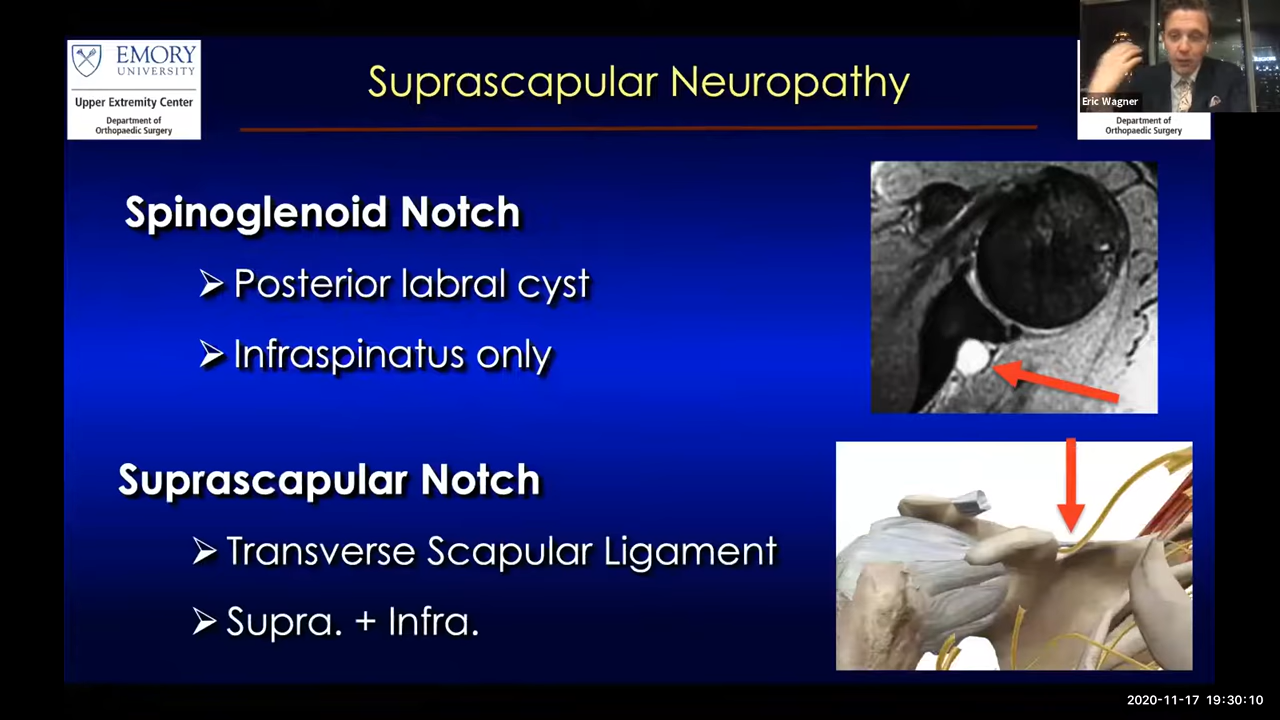 EMORY
UNIVERSITY
Upper Extremity Center
Department of
Orthopaedic Surgery
Suprascapular Neuropathy
Eric Wagner
Department of
Orthopaedic Surgery
Spinoglenoid Notch
Posterior labral cyst
Infraspinatus only
Suprascapular Notch
Transverse Scapular Ligament
Supra. + Infra.
2020-11-17 19:30:10